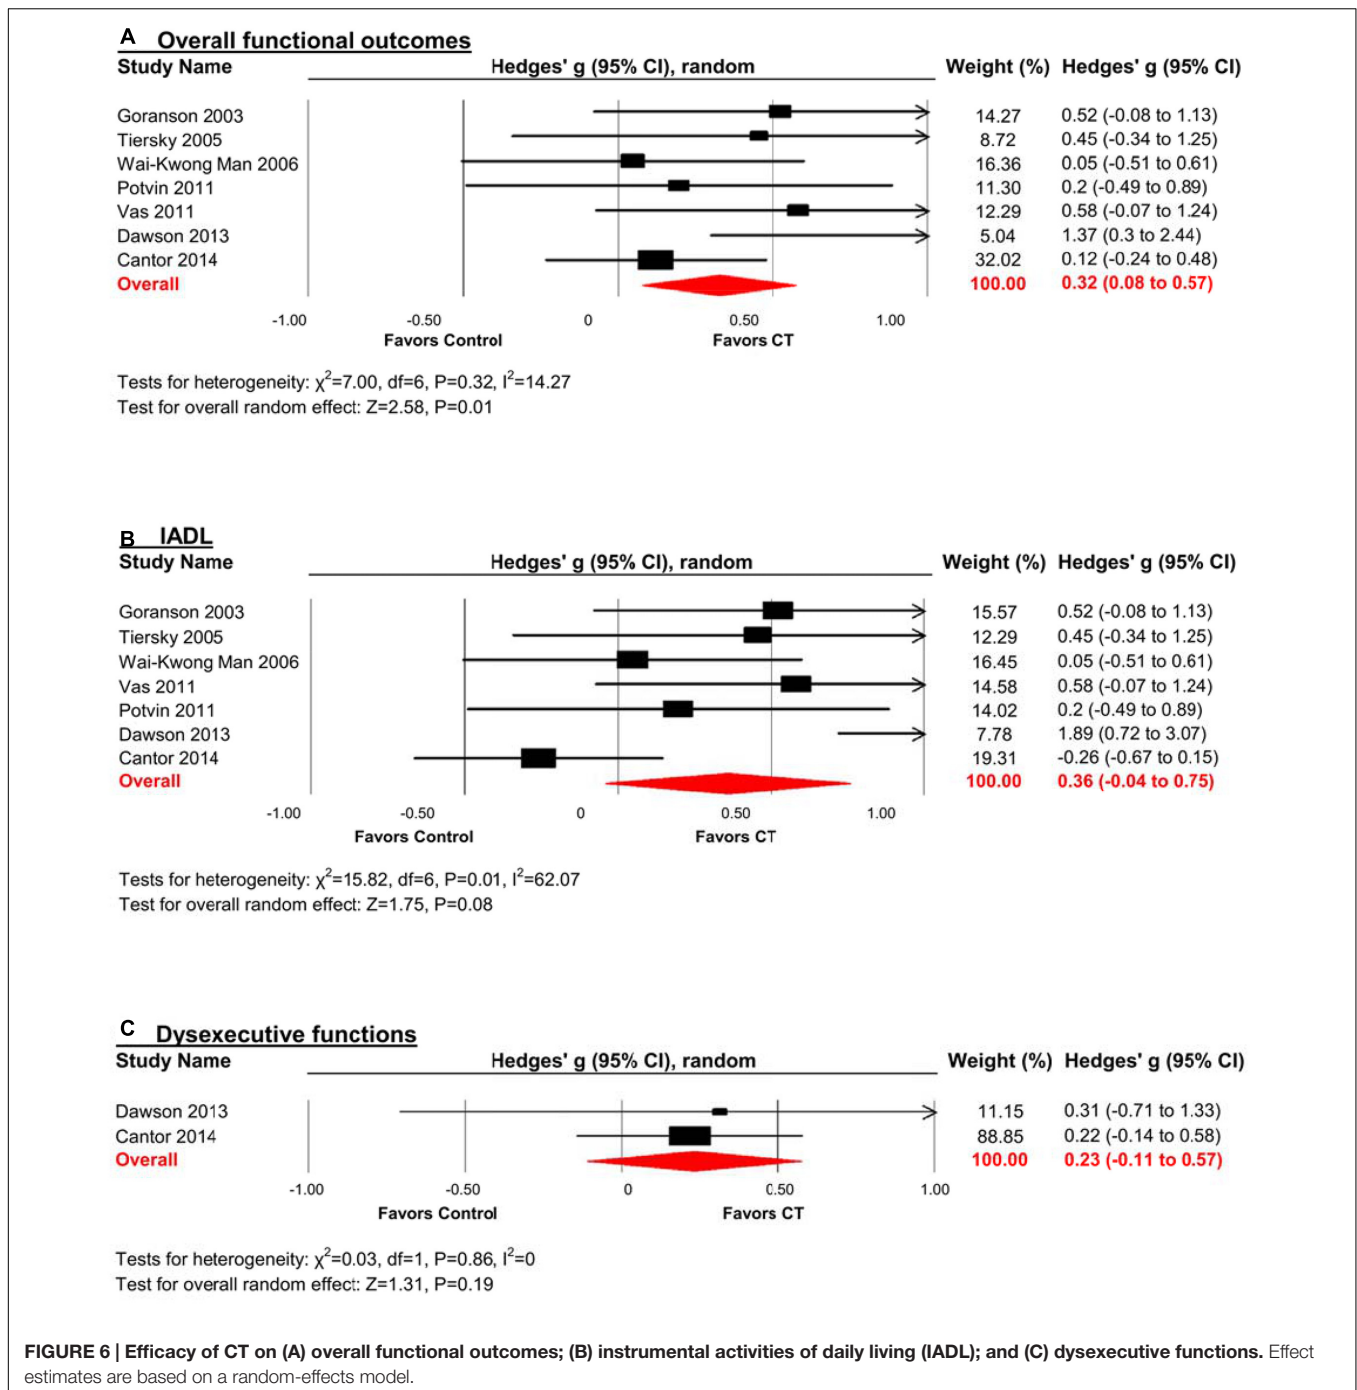 A Overall functional outcomes
Study Name Hedges' g (95% CI), random Weight (%) Hedges' g (95% CI)
Goranson 2003 14.27 0.52 (-0.08 to 1.13)
Tiersky 2005 8.72 0.45 (-0.34 to 1.25)
Wai-Kwong Man 2006 16.36 0.05 (-0.51 to 0.61)
Potvin 2011 11.30 0.2 (-0.49 to 0.89)
Vas 2011 12.29 0.58 (-0.07 to 1.24)
Dawson 2013 5.04 1.37 (0.3 to 2.44)
Cantor 2014 32.02 0.12 (-0.24 to 0.48)
Overall 100.00 0.32 (0.08 to 0.57)
-1.00 -0.50 0 0.50 1.00
Favors Control Favors CT
Tests for heterogeneity: χ²=7.00, df=6, P=0.32, I²=14.27
Test for overall random effect: Z=2.58, P=0.01
B IADL
Study Name Hedges' g (95% CI), random Weight (%) Hedges' g (95% CI)
Goranson 2003 15.57 0.52 (-0.08 to 1.13)
Tiersky 2005 12.29 0.45 (-0.34 to 1.25)
Wai-Kwong Man 2006 16.45 0.05 (-0.51 to 0.61)
Vas 2011 14.58 0.58 (-0.07 to 1.24)
Potvin 2011 14.02 0.2 (-0.49 to 0.89)
Dawson 2013 7.78 1.89 (0.72 to 3.07)
Cantor 2014 19.31 -0.26 (-0.67 to 0.15)
Overall 100.00 0.36 (-0.04 to 0.75)
-1.00 -0.50 0 0.50 1.00
Favors Control Favors CT
Tests for heterogeneity: χ²=15.82, df=6, P=0.01, I²=62.07
Test for overall random effect: Z=1.75, P=0.08
C Dysexecutive functions
Study Name Hedges' g (95% CI), random Weight (%) Hedges' g (95% CI)
Dawson 2013 11.15 0.31 (-0.71 to 1.33)
Cantor 2014 88.85 0.22 (-0.14 to 0.58)
Overall 100.00 0.23 (-0.11 to 0.57)
-1.00 -0.50 0 0.50 1.00
Favors Control Favors CT
Tests for heterogeneity: χ²=0.03, df=1, P=0.86, I²=0
Test for overall random effect: Z=1.31, P=0.19
FIGURE 6 | Efficacy of CT on (A) overall functional outcomes; (B) instrumental activities of daily living (IADL); and (C) dysexecutive functions. Effect
estimates are based on a random-effects model.